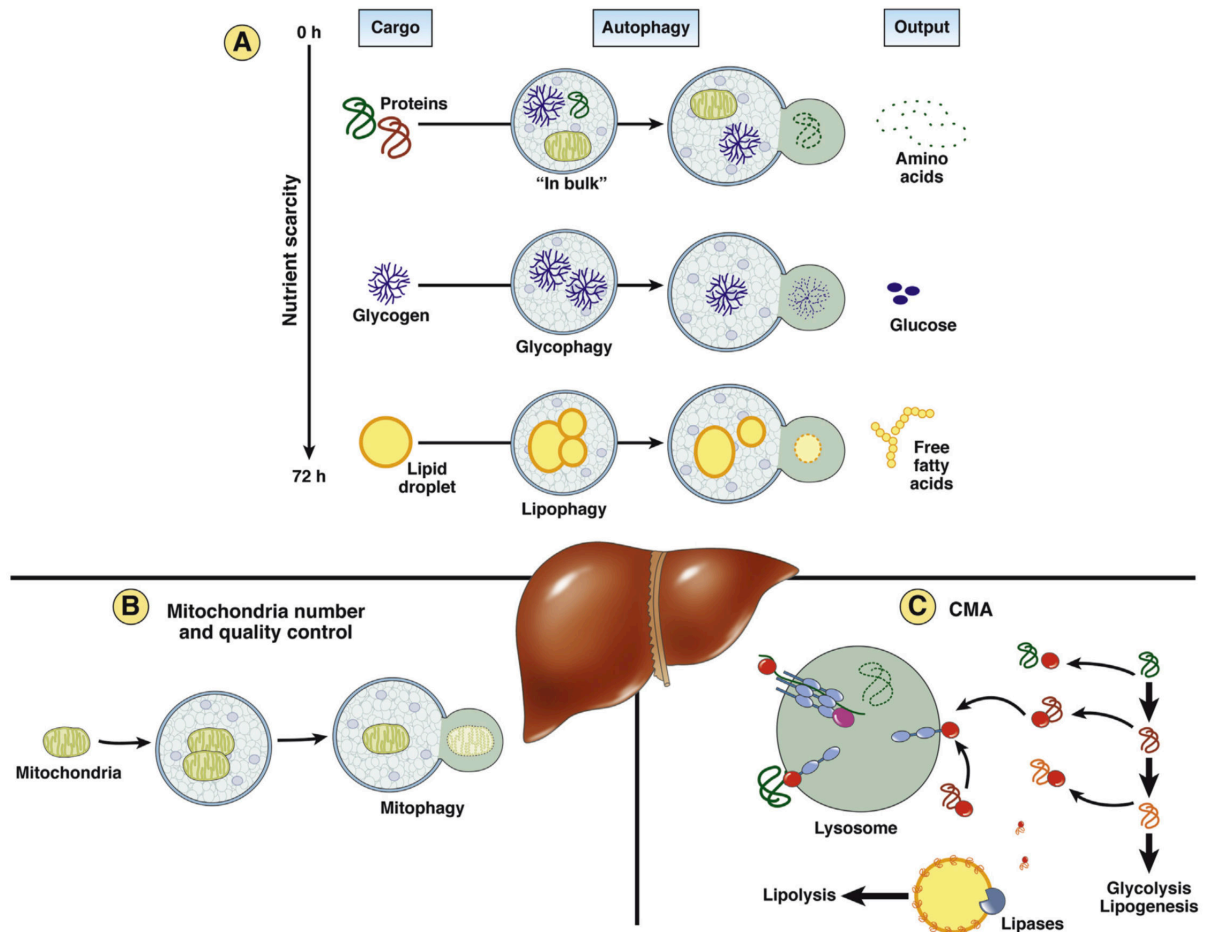 A
0 h
Cargo
Autophagy
Output
Proteins
"In bulk"
Amino
acids
Nutrient scarcity
Glycogen
Glycophagy
Glucose
72 h
Lipid
droplet
Lipophagy
Free
fatty
acids
B
Mitochondria number
and quality control
Mitochondria
Mitophagy
C
CMA
Lysosome
Lipolysis
Lipases
Glycolysis
Lipogenesis